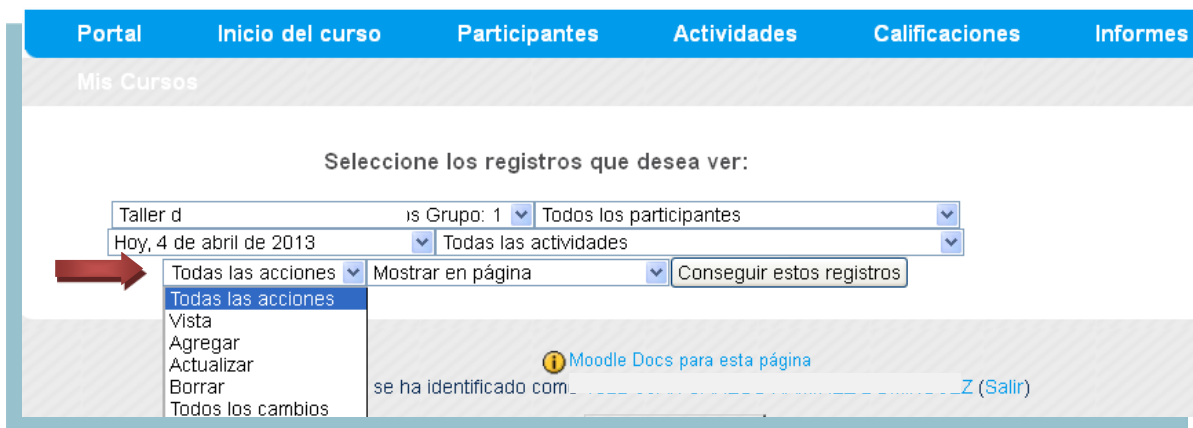 Portal Inicio del curso Participantes Actividades Calificaciones Informes
Mis Cursos
Seleccione los registros que desea ver:
Taller d Grupo: 1 Todos los participantes
Hoy, 4 de abril de 2013 Todas las actividades
Todas las acciones Mostrar en página Conseguir estos registros
Todas las acciones
Vista
Agregar
Actualizar
Borrar
Todos los cambios
Moodle Docs para esta página
se ha identificado com Z (Salir)